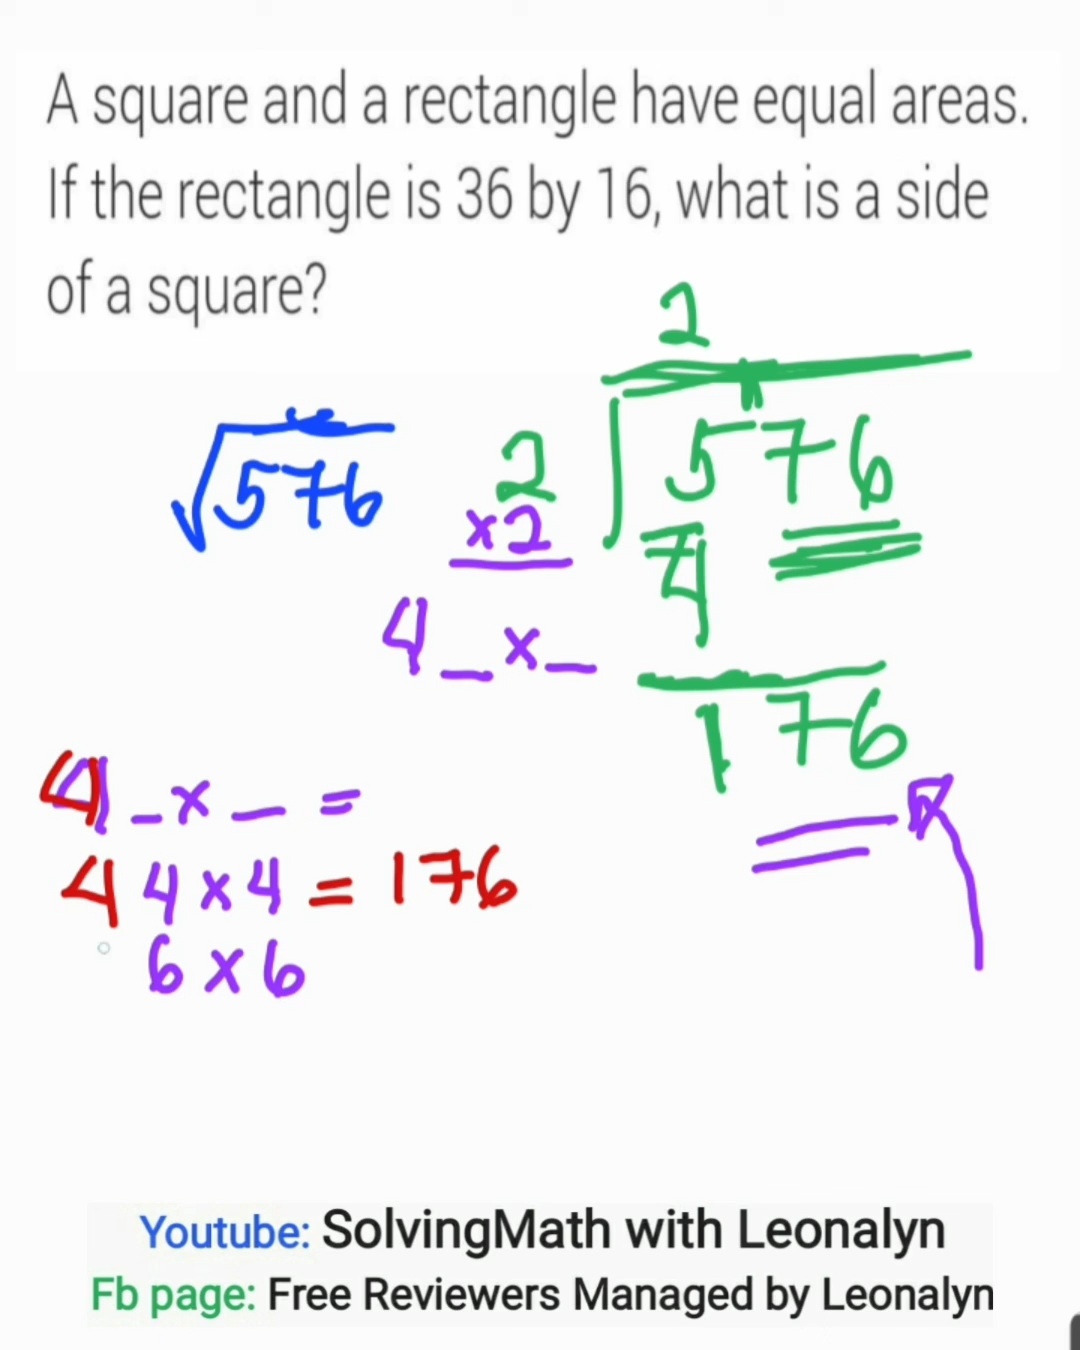 A square and a rectangle have equal areas.
If the rectangle is 36 by 16, what is a side
of a square?
2
√576
2
576
x2
4
4_x_
176
4_x_=
44x4=176
6x6
Youtube: SolvingMath with Leonalyn
Fb page: Free Reviewers Managed by Leonalyn